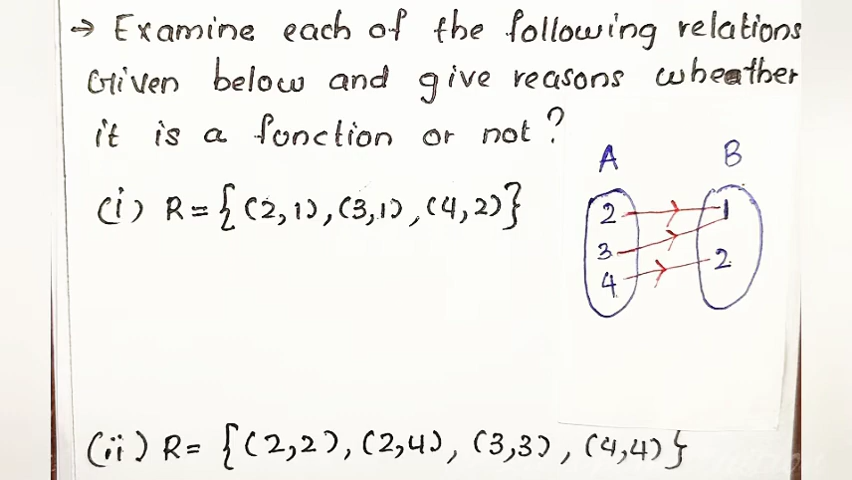 → Examine each of the following relations
Given below and give reasons wheather
it is a function or not?
A B
(i) R = {(2,1), (3,1), (4,2)}
2 1
3
2
4
(ii) R = {(2,2), (2,4), (3,3), (4,4)}